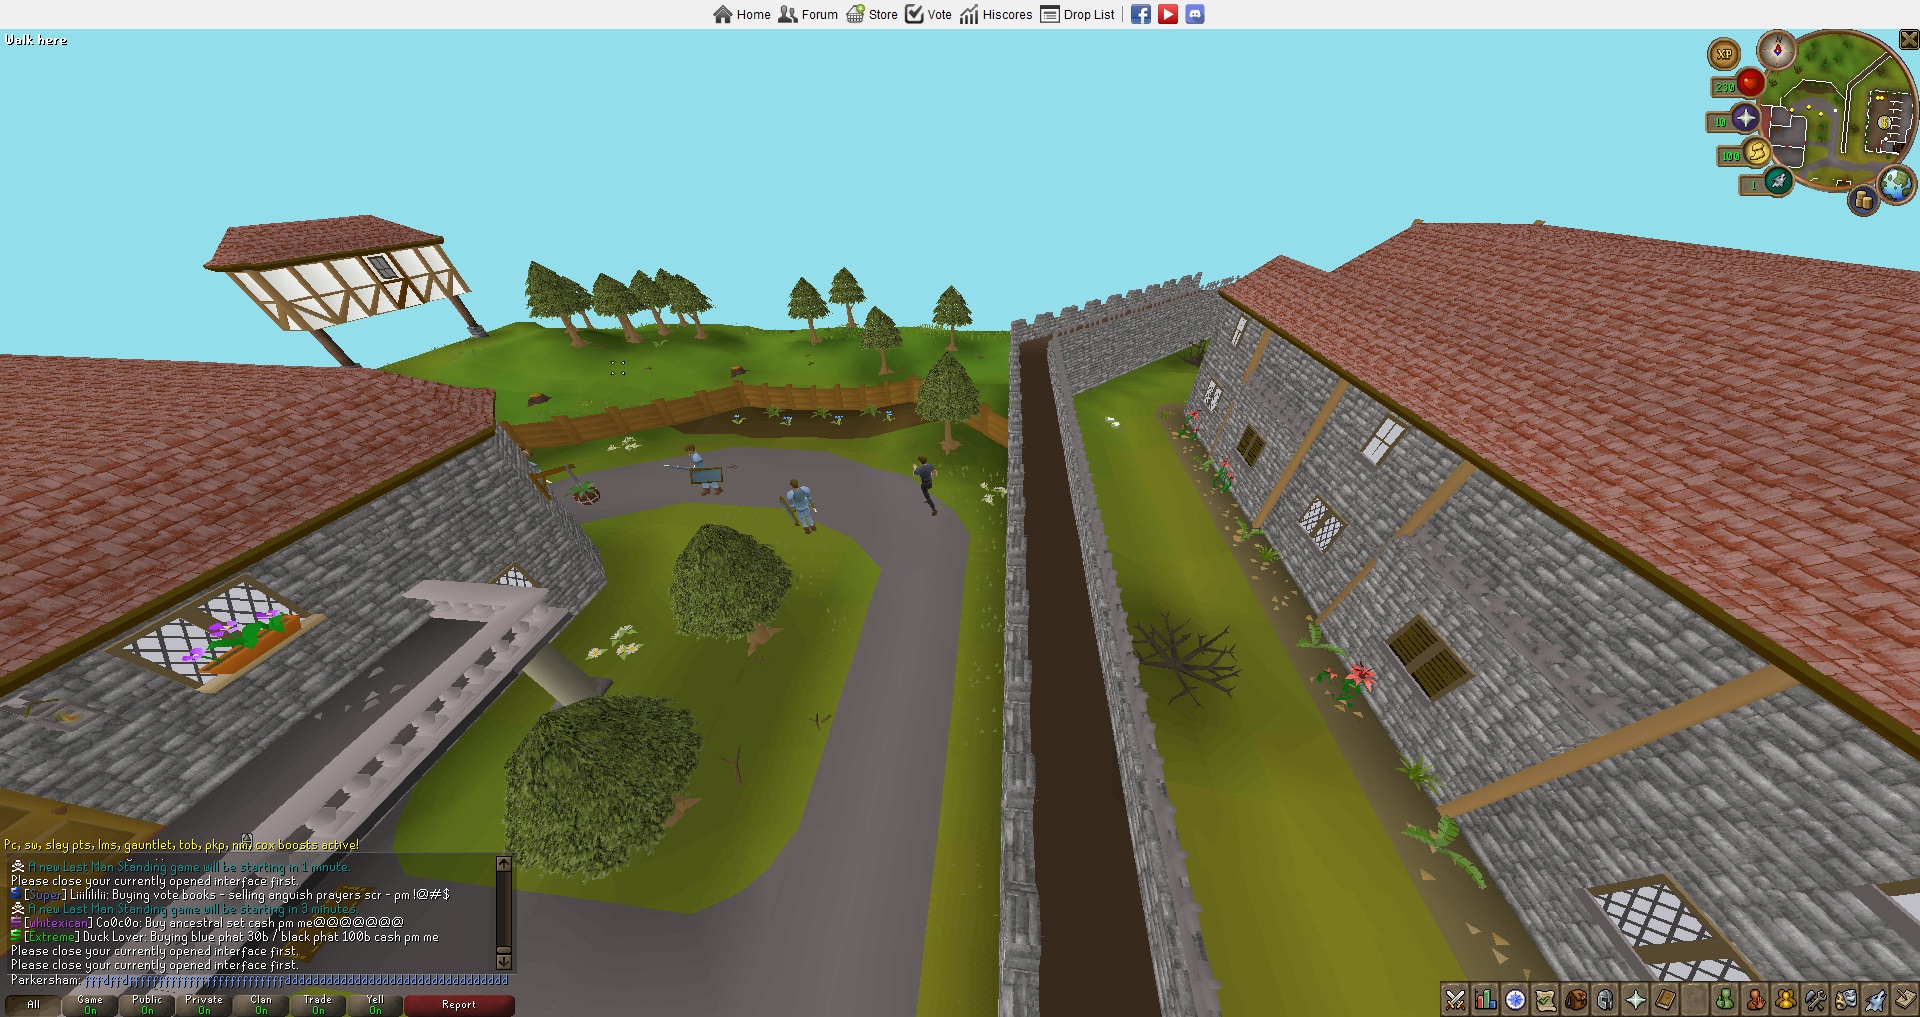 Home Forum Store Vote Hiscores Drop List
Walk here
XP
N
230
10
100
1
Pc, sw, slay pts, lms, gauntlet, tob, pkp, nm, cox boosts active!
A new Last Man Standing game will be starting in 1 minute.
Please close your currently opened interface first.
[Super] Liiilililii: Buying vote books - selling anguish prayers scr - pm !@#$
A new Last Man Standing game will be starting in 3 minutes.
[whitexican] Co0c0o: Buy ancestral set cash pm me@@@@@@@
[Extreme] Duck Lover: Buying blue phat 30b / black phat 100b cash pm me
Please close your currently opened interface first.
Please close your currently opened interface first.
Parkersham:
All Game On Public On Private On Clan On Trade On Yell On Report